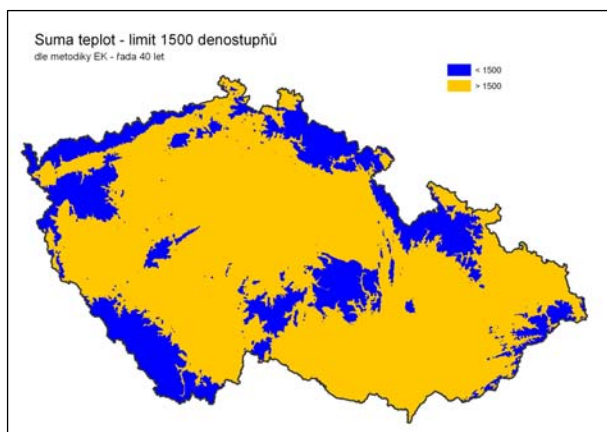 Suma teplot - limit 1500 denostupňů
dle metodiky EK - řada 40 let
< 1500
> 1500